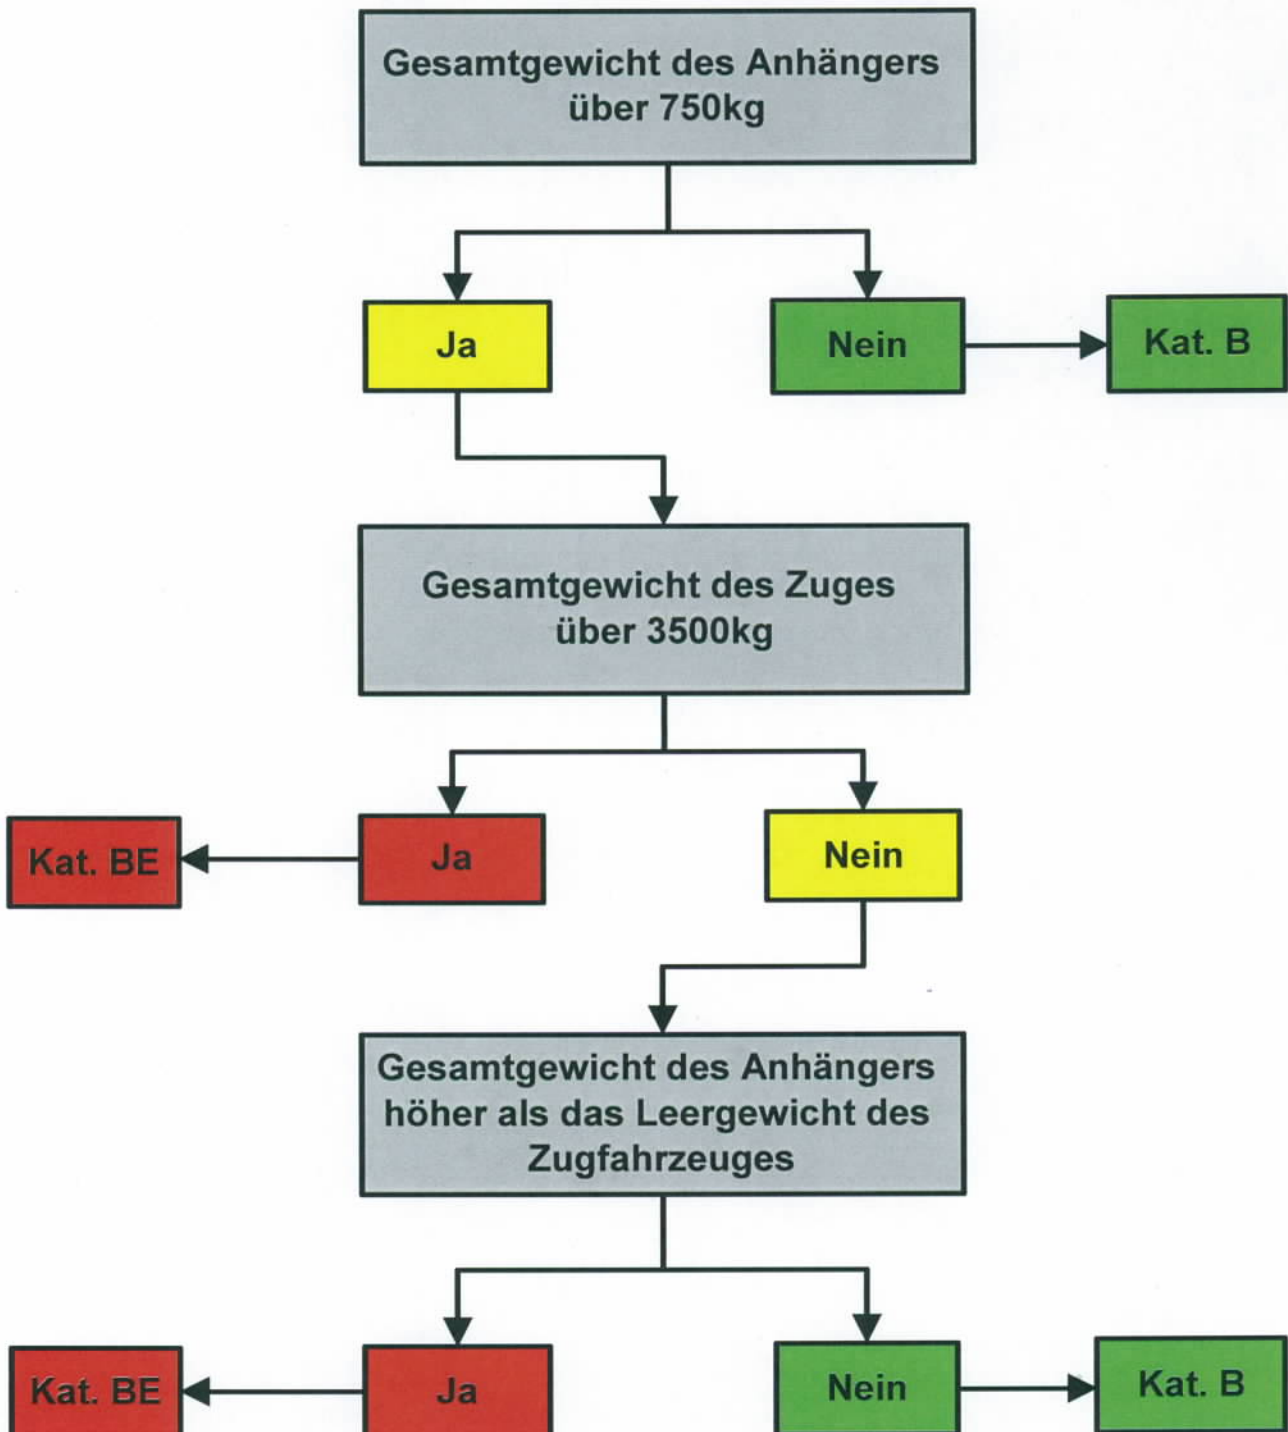 Gesamtgewicht des Anhängers
über 750kg
Ja
Nein
Kat. B
Gesamtgewicht des Zuges
über 3500kg
Kat. BE
Ja
Nein
Gesamtgewicht des Anhängers
höher als das Leergewicht des
Zugfahrzeuges
Kat. BE
Ja
Nein
Kat. B